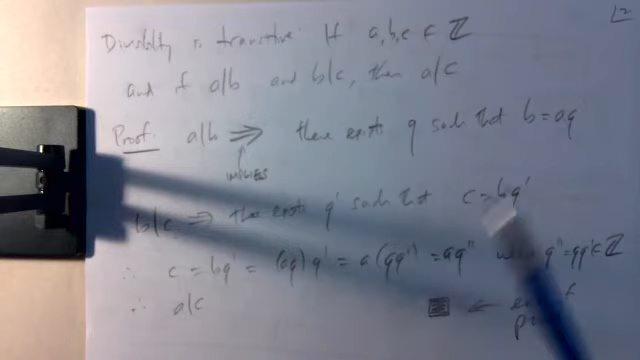 L2
Divisibility is transitive: If a,b,c ∈ ℤ
and if a|b and b|c, then a|c
Proof: a|b ⇒ there exists q such that b=aq
↑
implies
b|c ⇒ there exists q' such that c=bq'
∴ c = bq' = (aq)q' = a(qq') = aq" q"=qq'∈ℤ
∴ a|c ←